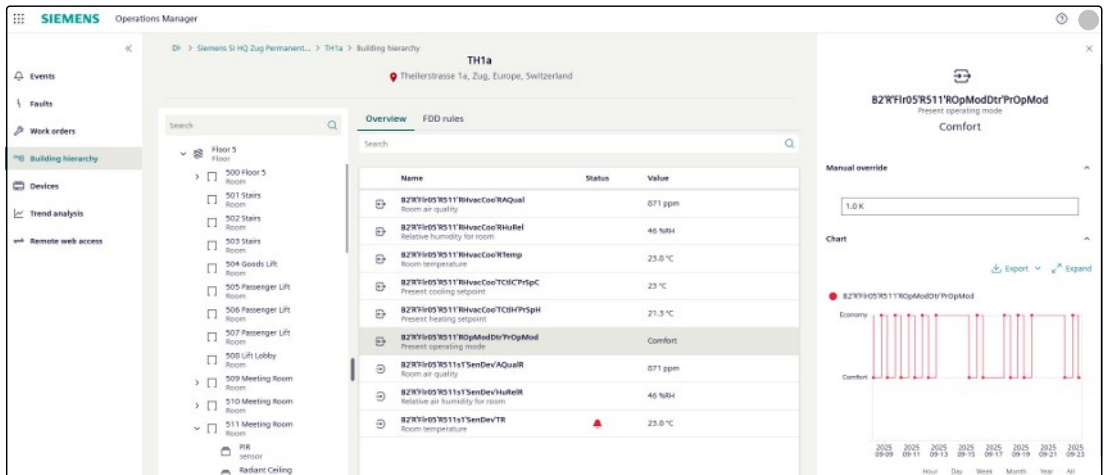 SIEMENS Operations Manager
Events
Faults
Work orders
Building hierarchy
Devices
Trend analysis
Remote web access
> Siemens SI HQ Zug Permanent... > TH1a > Building hierarchy
TH1a
Theilerstrasse 1a, Zug, Europe, Switzerland
Search
Floor 5
Floor
500 Floor 5
Room
501 Stairs
Room
502 Stairs
Room
503 Stairs
Room
504 Goods Lift
Room
505 Passenger Lift
Room
506 Passenger Lift
Room
507 Passenger Lift
Room
508 Lift Lobby
Room
509 Meeting Room
Room
510 Meeting Room
Room
511 Meeting Room
Room
PIR
sensor
Radiant Ceiling
Overview FDD rules
Search
Name Status Value
B2'R'Flr05'R511'RHvacCoo'RAQual
Room air quality
871 ppm
B2'R'Flr05'R511'RHvacCoo'RHuRel
Relative humidity for room
46 %RH
B2'R'Flr05'R511'RHvacCoo'RTemp
Room temperature
23.8 °C
B2'R'Flr05'R511'RHvacCoo'TCtlC'PrSpC
Present cooling setpoint
23 °C
B2'R'Flr05'R511'RHvacCoo'TCtlH'PrSpH
Present heating setpoint
21.3 °C
B2'R'Flr05'R511'ROpModDtr'PrOpMod
Present operating mode
Comfort
B2'R'Flr05'R511s1'SenDev'AQualR
Room air quality
871 ppm
B2'R'Flr05'R511s1'SenDev'HuRelR
Relative air humidity for room
46 %RH
B2'R'Flr05'R511s1'SenDev'TR
Room temperature
23.8 °C
B2'R'Flr05'R511'ROpModDtr'PrOpMod
Present operating mode
Comfort
Manual override
1.0 K
Chart
Export Expand
B2'R'Flr05'R511'ROpModDtr'PrOpMod
Economy
Comfort
2025 2025 2025 2025 2025 2025 2025 2025
09-09 09-11 09-13 09-15 09-17 09-19 09-21 09-23
Hour Day Week Month Year All